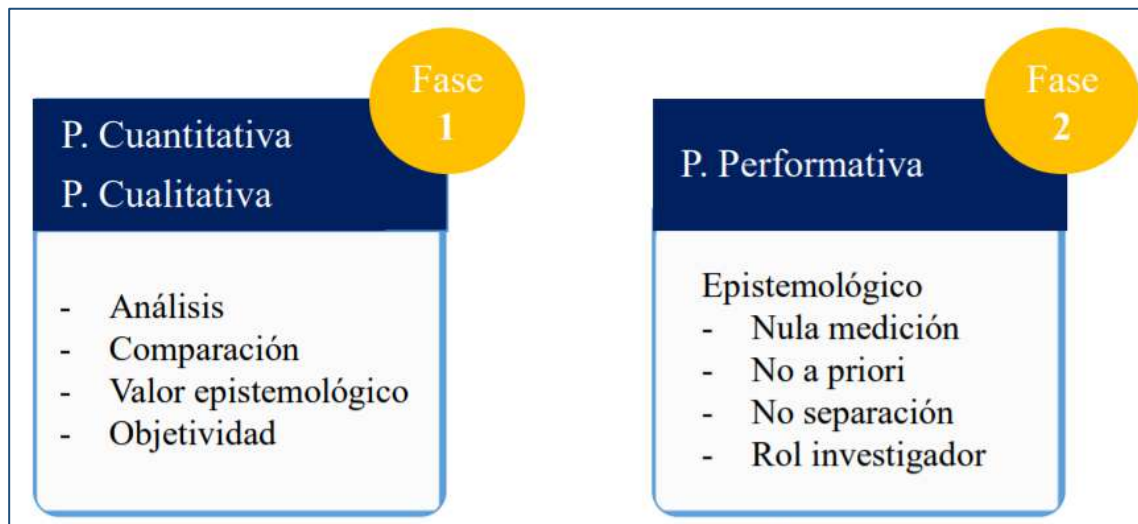 Fase
1
P. Cuantitativa
P. Cualitativa
- Análisis
- Comparación
- Valor epistemológico
- Objetividad
Fase
2
P. Performativa
Epistemológico
- Nula medición
- No a priori
- No separación
- Rol investigador